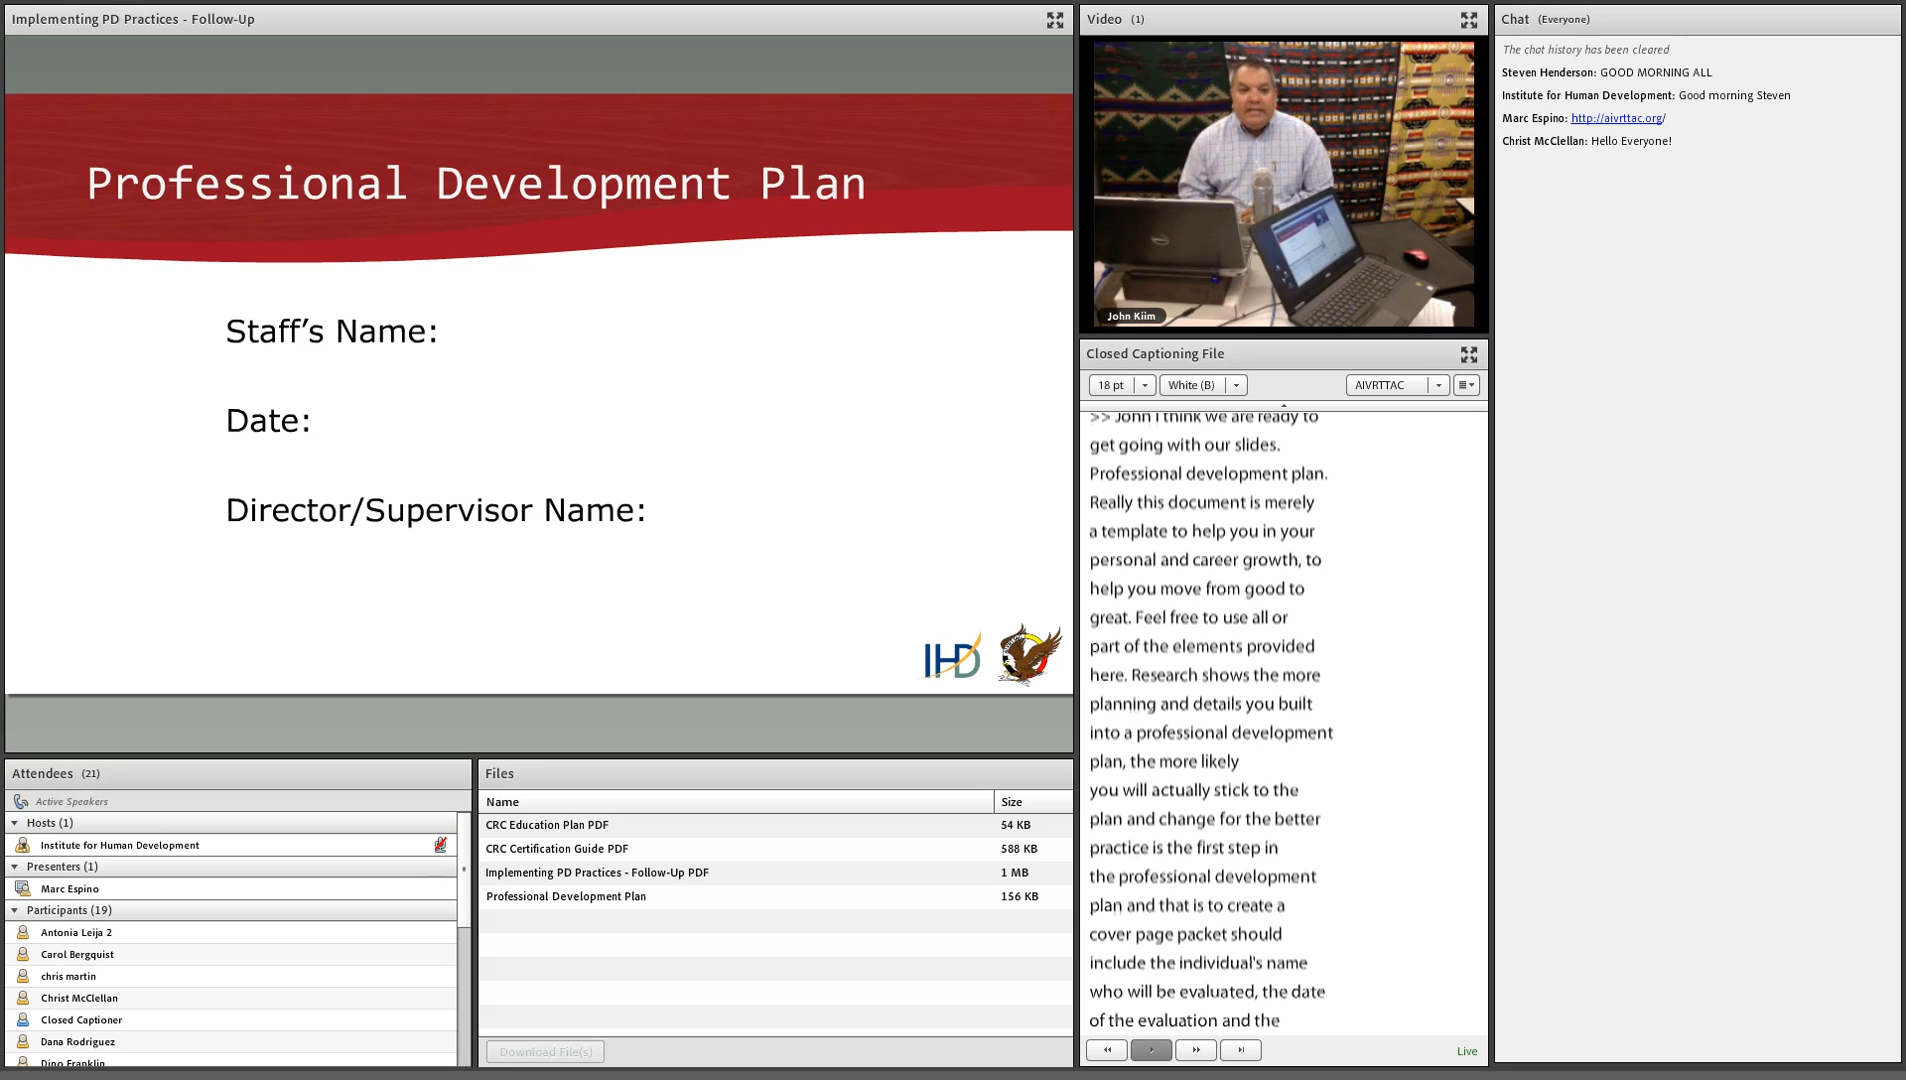 Implementing PD Practices - Follow-Up
Professional Development Plan
Staff’s Name:
Date:
Director/Supervisor Name:
IHD
Attendees (21)
Active Speakers
Hosts (1)
Institute for Human Development
Presenters (1)
Marc Espino
Participants (19)
Antonia Leija 2
Carol Bergquist
chris martin
Christ McClellan
Closed Captioner
Dana Rodriguez
Dino Franklin
Files
Name Size
CRC Education Plan PDF 54 KB
CRC Certification Guide PDF 588 KB
Implementing PD Practices - Follow-Up PDF 1 MB
Professional Development Plan 156 KB
Download File(s)
Video (1)
John Kiim
Closed Captioning File
18 pt White (B) AIVRTTAC
>> John I think we are ready to
get going with our slides.
Professional development plan.
Really this document is merely
a template to help you in your
personal and career growth, to
help you move from good to
great. Feel free to use all or
part of the elements provided
here. Research shows the more
planning and details you built
into a professional development
plan, the more likely
you will actually stick to the
plan and change for the better
practice is the first step in
the professional development
plan and that is to create a
cover page packet should
include the individual's name
who will be evaluated, the date
of the evaluation and the
Live
Chat (Everyone)
The chat history has been cleared
Steven Henderson: GOOD MORNING ALL
Institute for Human Development: Good morning Steven
Marc Espino: http://aivrttac.org/
Christ McClellan: Hello Everyone!